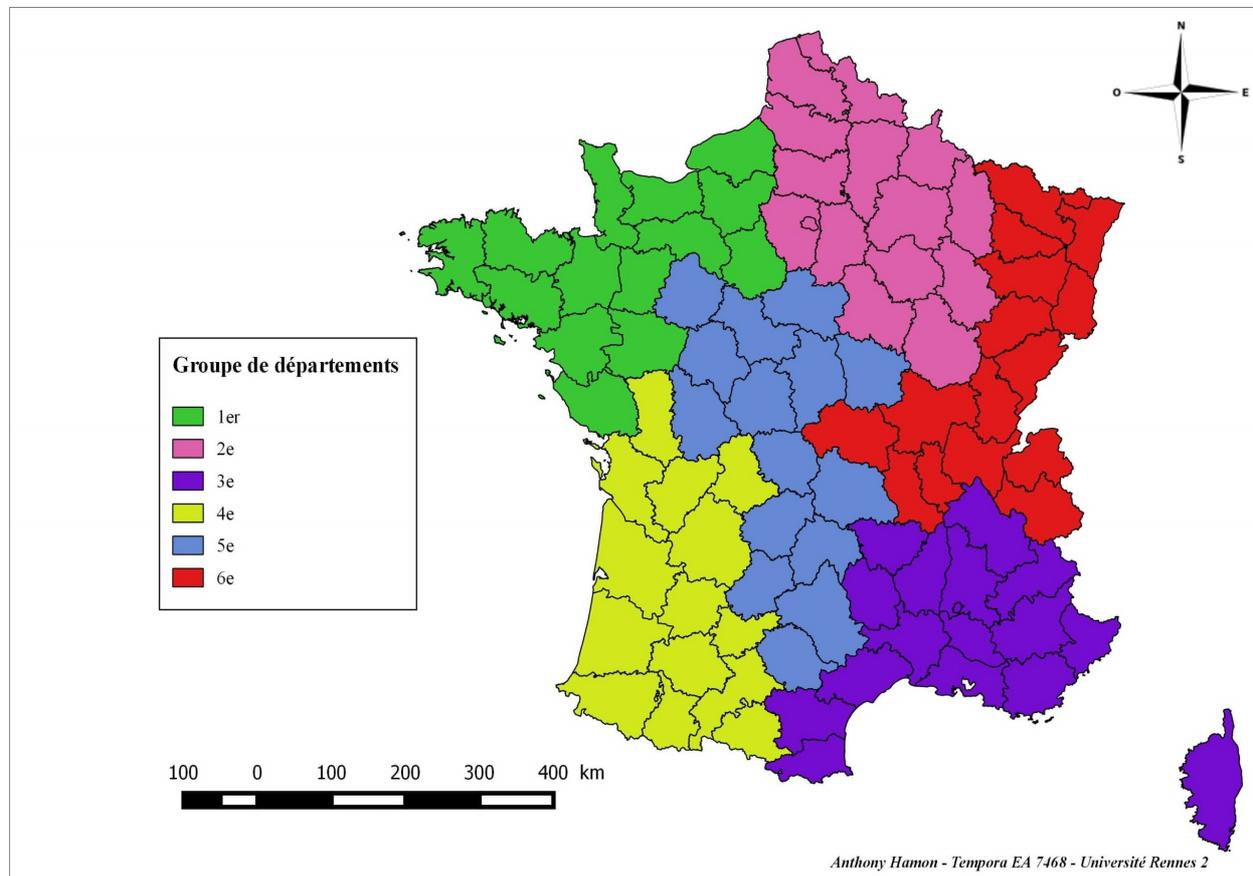 N
O E
S
Groupe de départements
1er
2e
3e
4e
5e
6e
100 0 100 200 300 400 km
Anthony Hamon - Tempora EA 7468 - Université Rennes 2